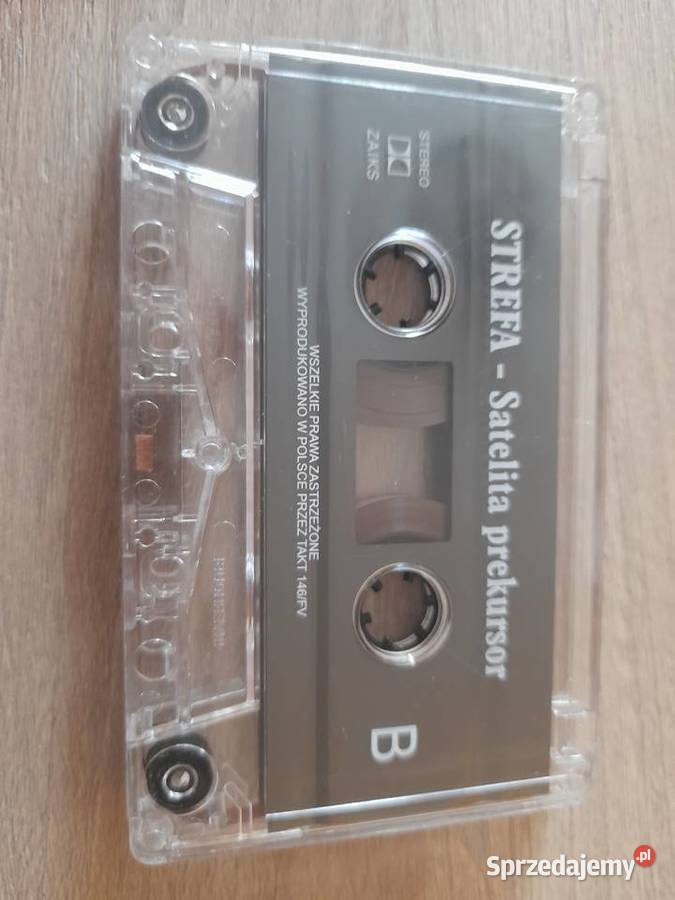 STREFA – Satelita prekursor
STEREO
ZAIKS
B
WSZELKIE PRAWA ZASTRZEŻONE
WYPRODUKOWANO W POLSCE PRZEZ TAKT 146/FV
Sprzedajemy.pl